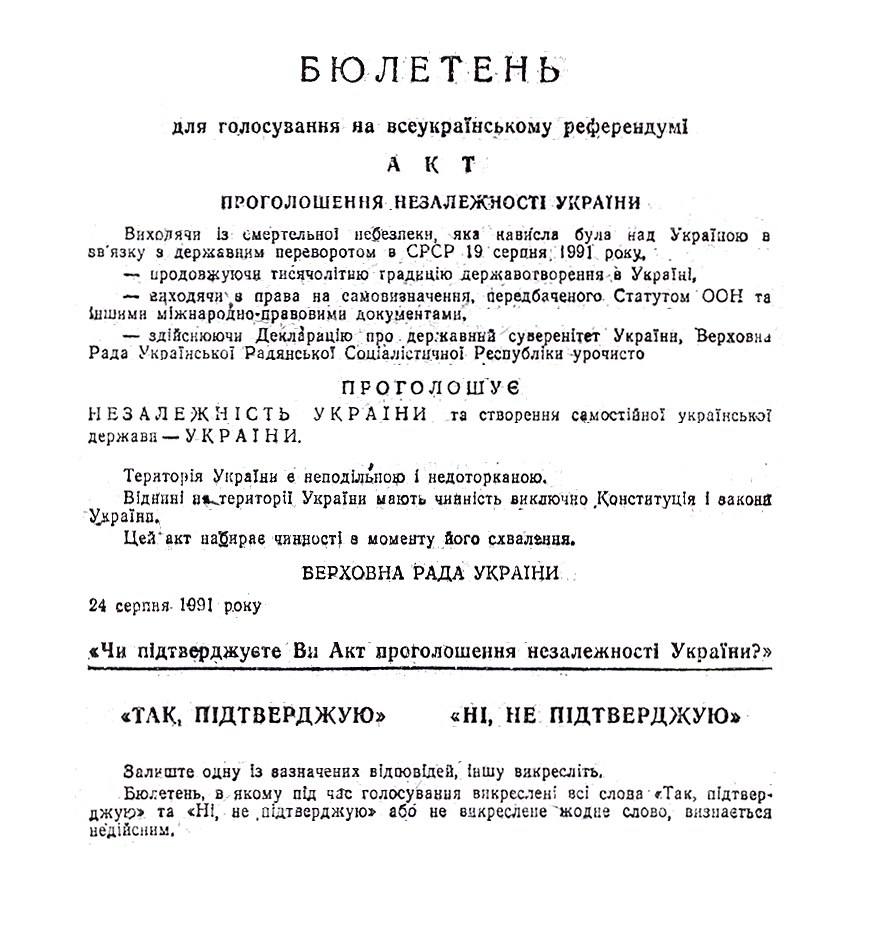 БЮЛЕТЕНЬ
для голосування на всеукраїнському референдумі
АКТ
ПРОГОЛОШЕННЯ НЕЗАЛЕЖНОСТІ УКРАЇНИ
Виходячи із смертельної небезпеки, яка нависла була над Україною в
зв'язку з державним переворотом в СРСР 19 серпня 1991 року,
— продовжуючи тисячолітню традицію державотворення в Україні,
— виходячи з права на самовизначення, передбаченого Статутом ООН та
іншими міжнародно-правовими документами,
— здійснюючи Декларацію про державний суверенітет України, Верховна
Рада Української Радянської Соціалістичної Республіки урочисто
ПРОГОЛОШУЄ
НЕЗАЛЕЖНІСТЬ УКРАЇНИ та створення самостійної української
держави — УКРАЇНИ.
Територія України є неподільною і недоторканою.
Віднині на території України мають чинність виключно Конституція і закони
України.
Цей акт набирає чинності з моменту його схвалення.
ВЕРХОВНА РАДА УКРАЇНИ
24 серпня 1991 року
«Чи підтверджуєте Ви Акт проголошення незалежності України?»
«ТАК, ПІДТВЕРДЖУЮ» «НІ, НЕ ПІДТВЕРДЖУЮ»
Залиште одну із зазначених відповідей, іншу викресліть.
Бюлетень, в якому під час голосування викреслені всі слова «Так, підтвер-
джую» та «Ні, не підтверджую» або не викреслене жодне слово, визнається
недійсним.